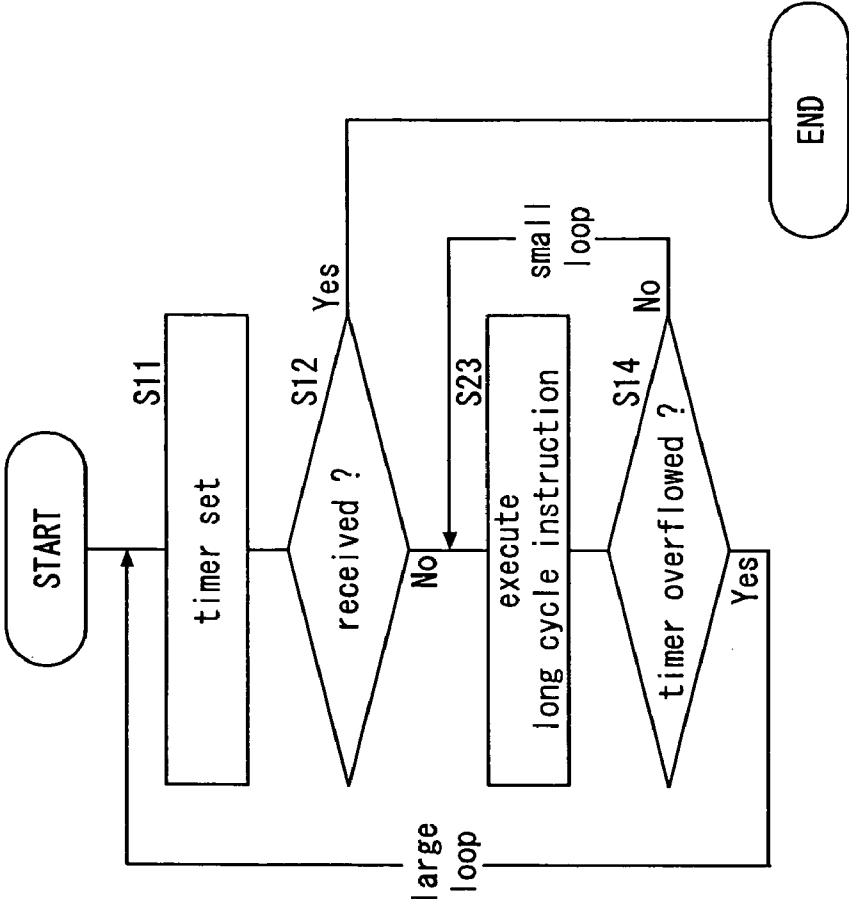 START
S11
timer set
S12
received ?
Yes
No
small
loop
S23
execute
long cycle instruction
S14
timer overflowed ?
No
Yes
large
loop
END